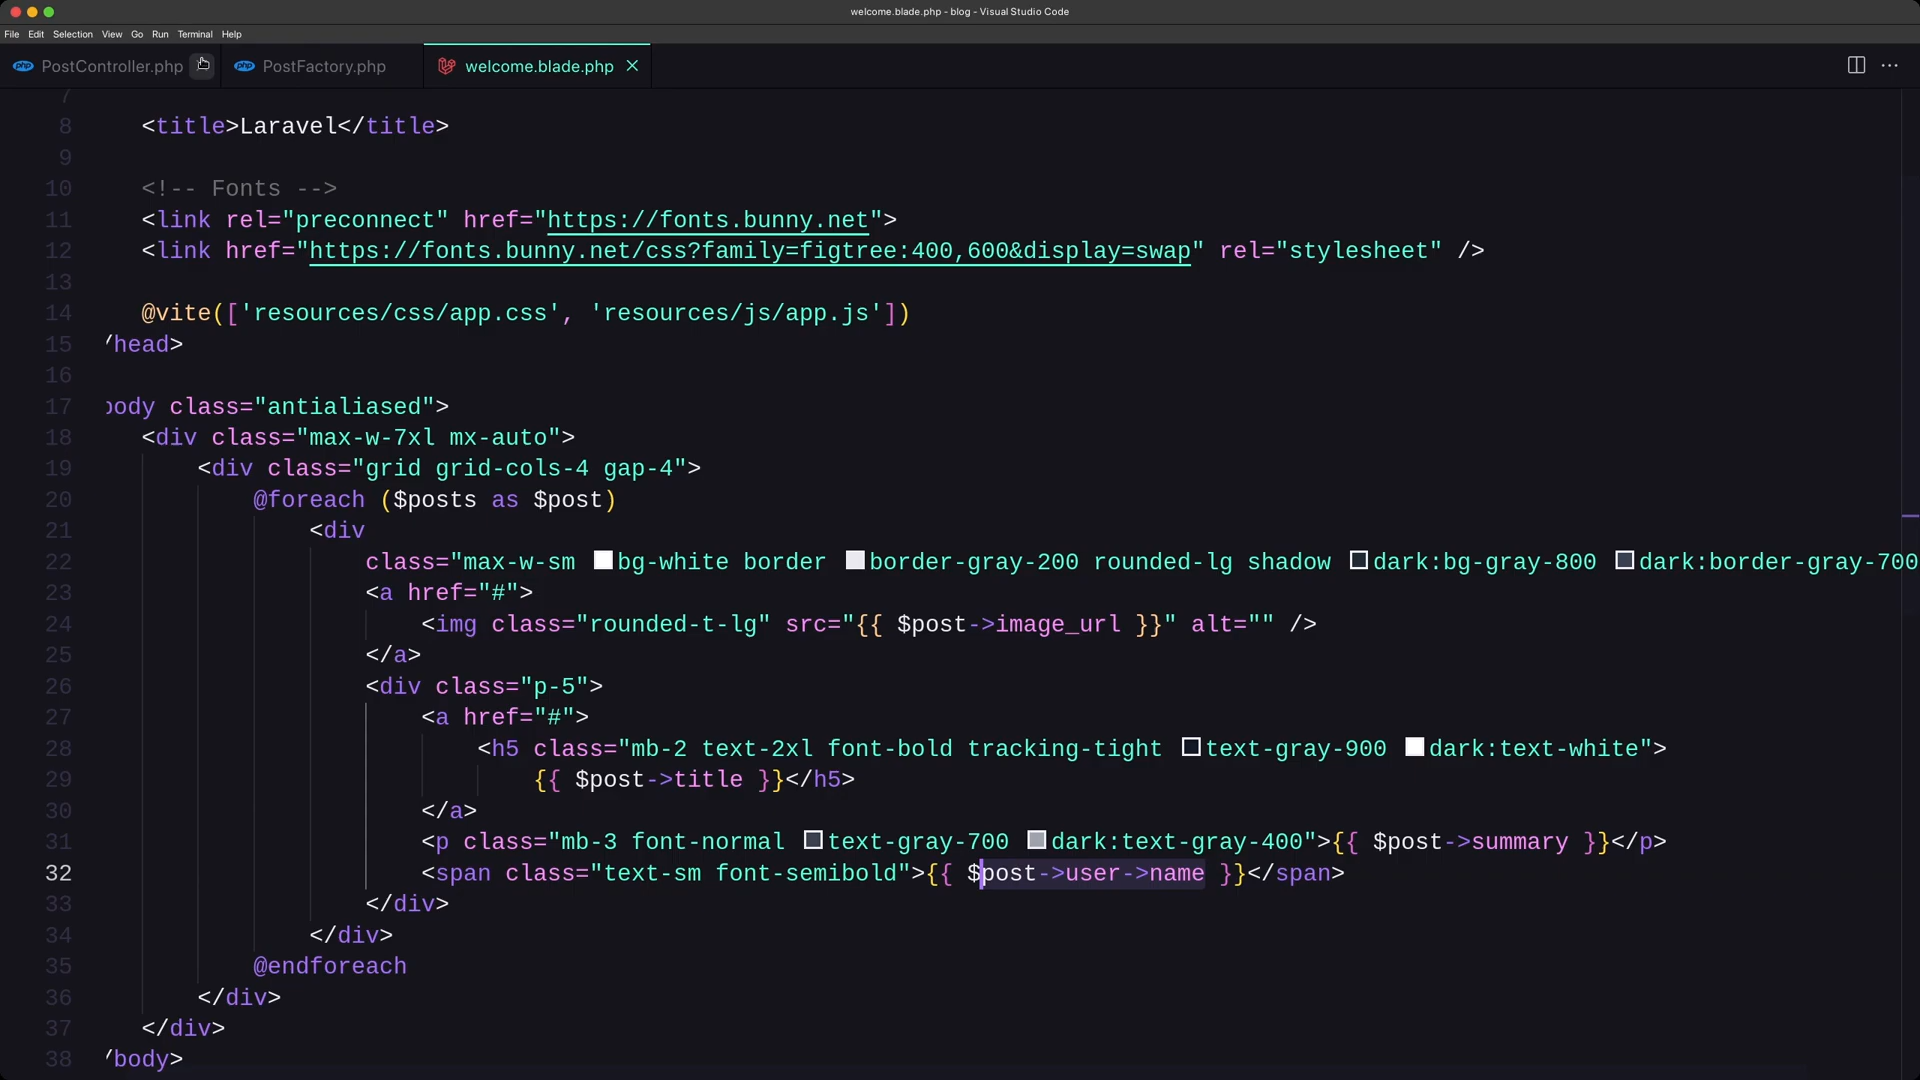 welcome.blade.php - blog - Visual Studio Code
File Edit Selection View Go Run Terminal Help
php PostController.php php PostFactory.php welcome.blade.php
7
8 <title>Laravel</title>
9
10 <!-- Fonts -->
11 <link rel="preconnect" href="https://fonts.bunny.net">
12 <link href="https://fonts.bunny.net/css?family=figtree:400,600&display=swap" rel="stylesheet" />
13
14 @vite(['resources/css/app.css', 'resources/js/app.js'])
15 /head>
16
17 body class="antialiased">
18 <div class="max-w-7xl mx-auto">
19 <div class="grid grid-cols-4 gap-4">
20 @foreach ($posts as $post)
21 <div
22 class="max-w-sm bg-white border border-gray-200 rounded-lg shadow dark:bg-gray-800 dark:border-gray-700
23 <a href="#">
24 <img class="rounded-t-lg" src="{{ $post->image_url }}" alt="" />
25 </a>
26 <div class="p-5">
27 <a href="#">
28 <h5 class="mb-2 text-2xl font-bold tracking-tight text-gray-900 dark:text-white">
29 {{ $post->title }}</h5>
30 </a>
31 <p class="mb-3 font-normal text-gray-700 dark:text-gray-400">{{ $post->summary }}</p>
32 <span class="text-sm font-semibold">{{ $post->user->name }}</span>
33 </div>
34 </div>
35 @endforeach
36 </div>
37 </div>
38 /body>